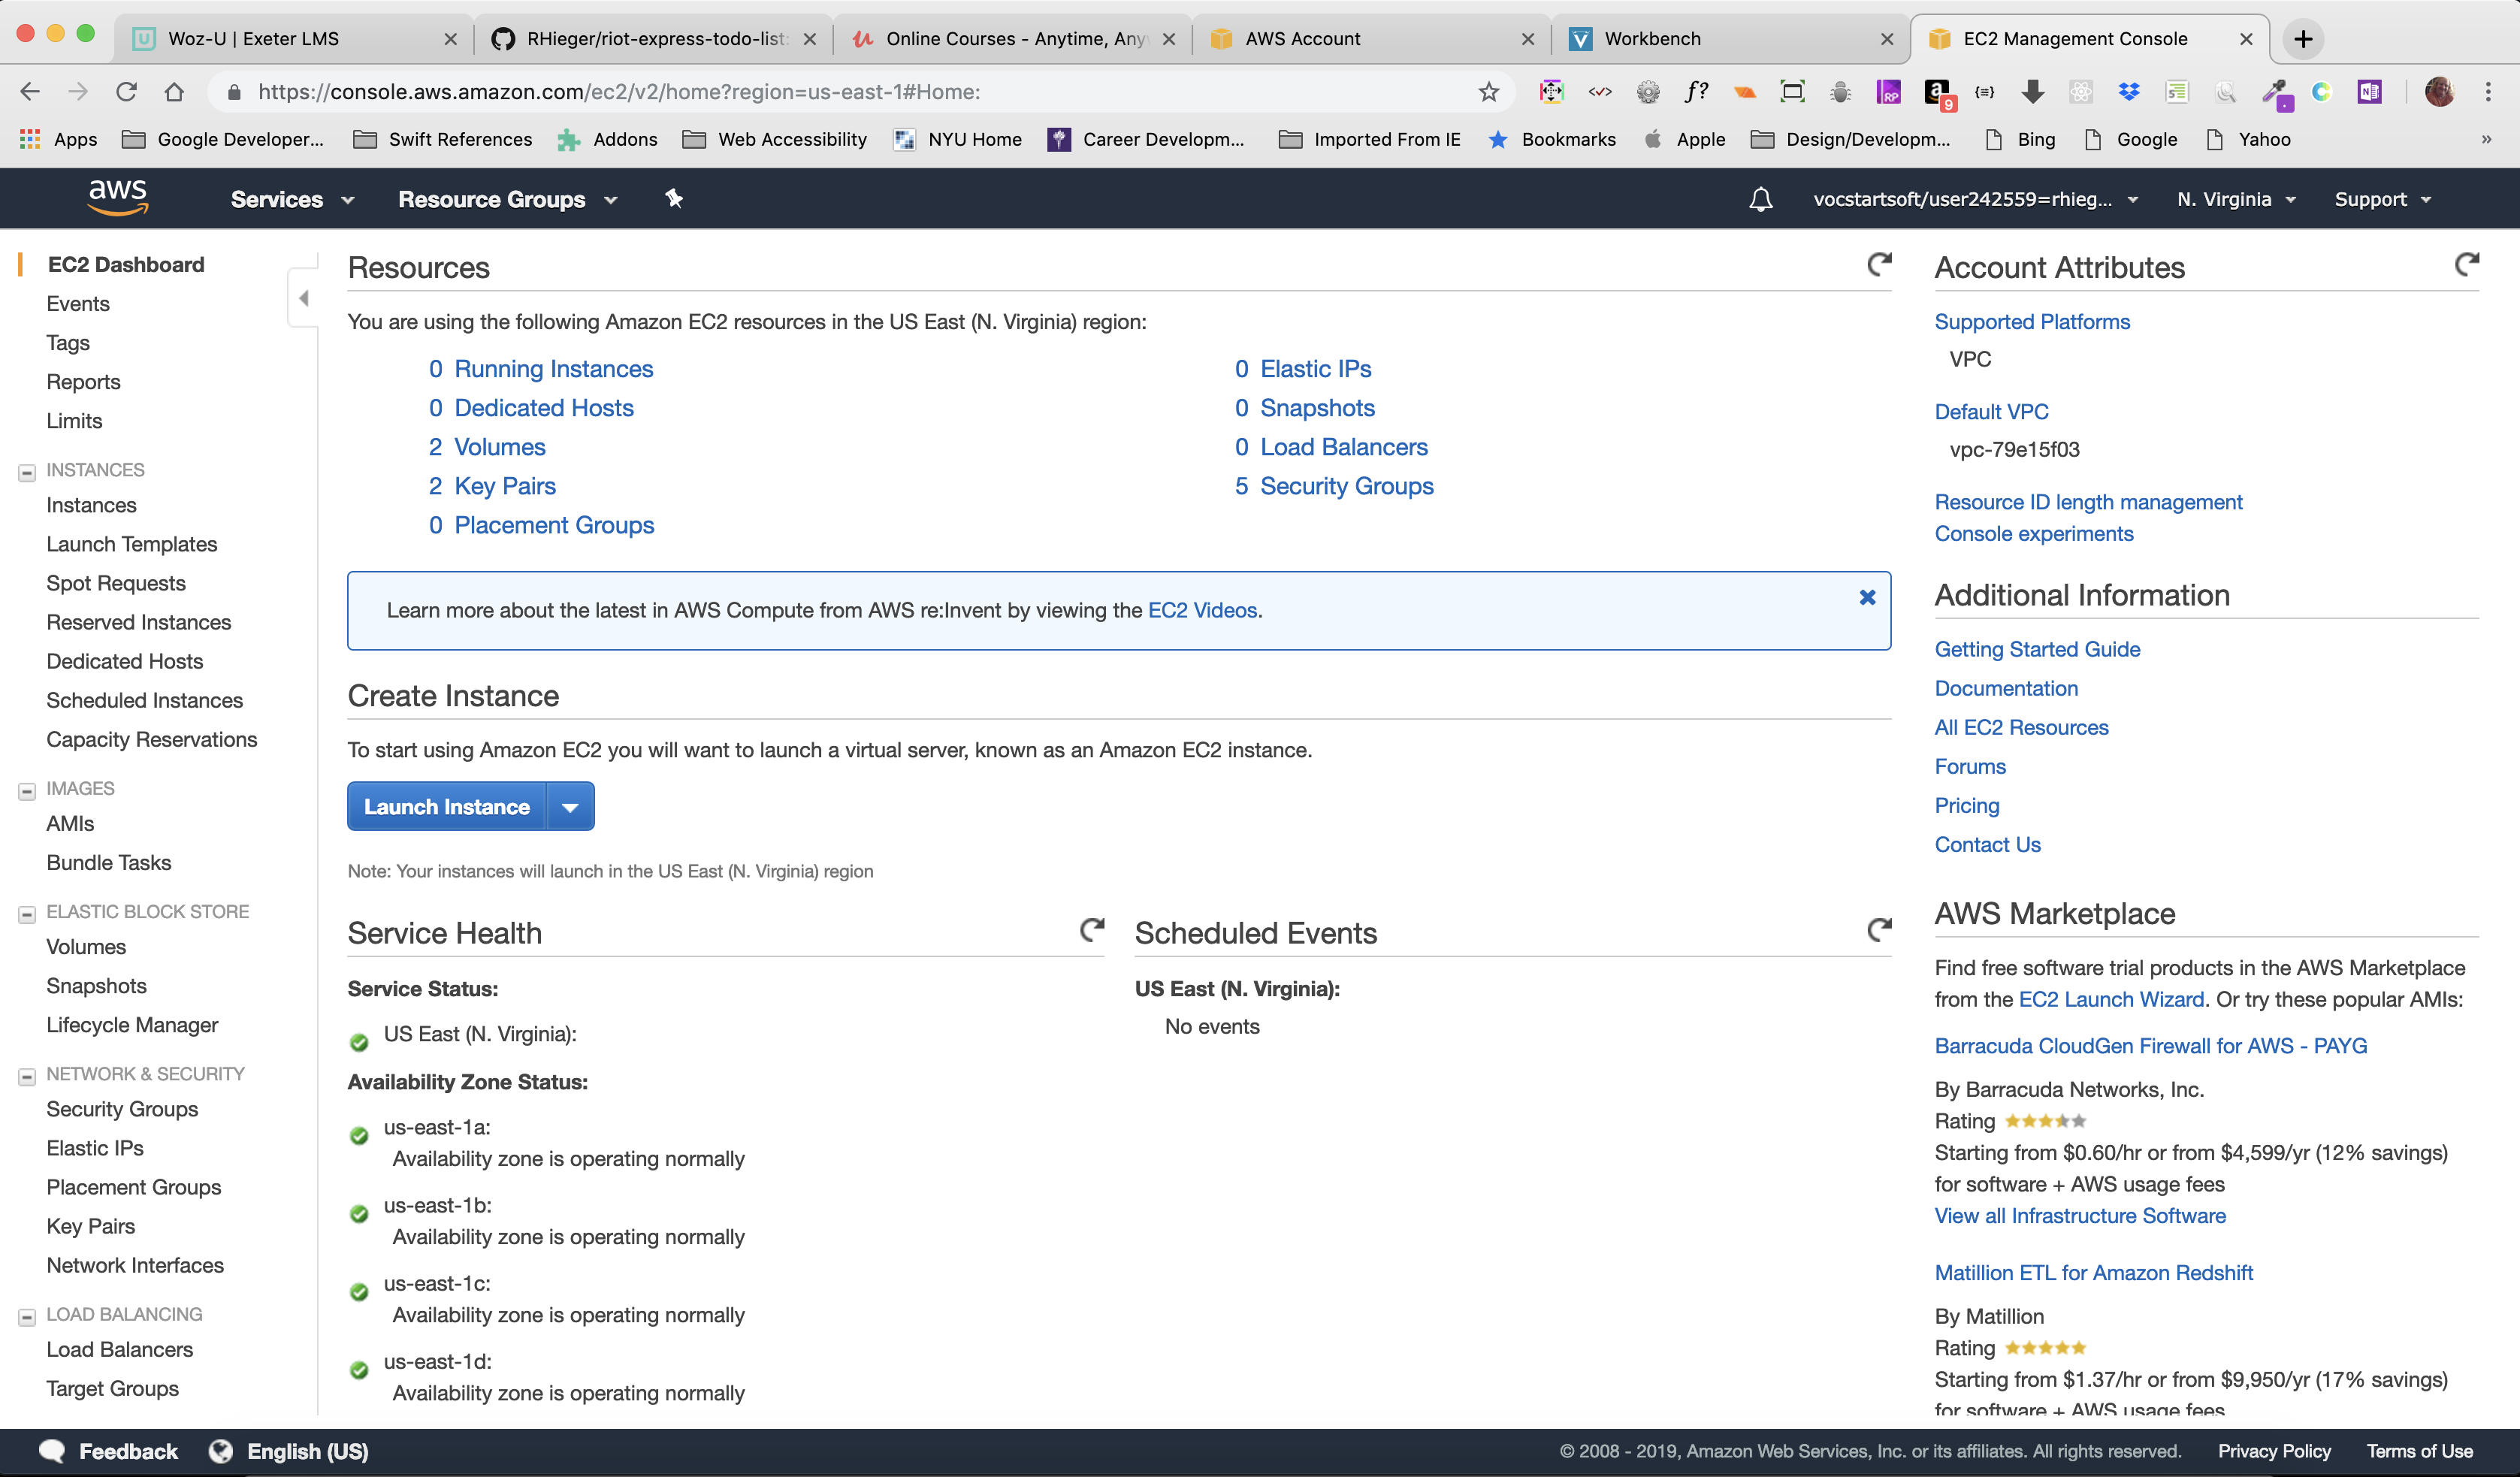 Woz-U | Exeter LMS
RHieger/riot-express-todo-list:
Online Courses - Anytime, Any
AWS Account
Workbench
EC2 Management Console
https://console.aws.amazon.com/ec2/v2/home?region=us-east-1#Home:
Apps
Google Developer...
Swift References
Addons
Web Accessibility
NYU Home
Career Developm...
Imported From IE
Bookmarks
Apple
Design/Developm...
Bing
Google
Yahoo
»
aws
Services
Resource Groups
vocstartsoft/user242559=rhieg...
N. Virginia
Support
EC2 Dashboard
Events
Tags
Reports
Limits
INSTANCES
Instances
Launch Templates
Spot Requests
Reserved Instances
Dedicated Hosts
Scheduled Instances
Capacity Reservations
IMAGES
AMIs
Bundle Tasks
ELASTIC BLOCK STORE
Volumes
Snapshots
Lifecycle Manager
NETWORK & SECURITY
Security Groups
Elastic IPs
Placement Groups
Key Pairs
Network Interfaces
LOAD BALANCING
Load Balancers
Target Groups
Resources
You are using the following Amazon EC2 resources in the US East (N. Virginia) region:
0 Running Instances
0 Dedicated Hosts
2 Volumes
2 Key Pairs
0 Placement Groups
0 Elastic IPs
0 Snapshots
0 Load Balancers
5 Security Groups
Learn more about the latest in AWS Compute from AWS re:Invent by viewing the EC2 Videos.
Create Instance
To start using Amazon EC2 you will want to launch a virtual server, known as an Amazon EC2 instance.
Launch Instance
Note: Your instances will launch in the US East (N. Virginia) region
Service Health
Service Status:
US East (N. Virginia):
Availability Zone Status:
us-east-1a:
Availability zone is operating normally
us-east-1b:
Availability zone is operating normally
us-east-1c:
Availability zone is operating normally
us-east-1d:
Availability zone is operating normally
Scheduled Events
US East (N. Virginia):
No events
Account Attributes
Supported Platforms
VPC
Default VPC
vpc-79e15f03
Resource ID length management
Console experiments
Additional Information
Getting Started Guide
Documentation
All EC2 Resources
Forums
Pricing
Contact Us
AWS Marketplace
Find free software trial products in the AWS Marketplace
from the EC2 Launch Wizard. Or try these popular AMIs:
Barracuda CloudGen Firewall for AWS - PAYG
By Barracuda Networks, Inc.
Rating
Starting from $0.60/hr or from $4,599/yr (12% savings)
for software + AWS usage fees
View all Infrastructure Software
Matillion ETL for Amazon Redshift
By Matillion
Rating
Starting from $1.37/hr or from $9,950/yr (17% savings)
for software + AWS usage fees
Feedback
English (US)
© 2008 - 2019, Amazon Web Services, Inc. or its affiliates. All rights reserved.
Privacy Policy
Terms of Use